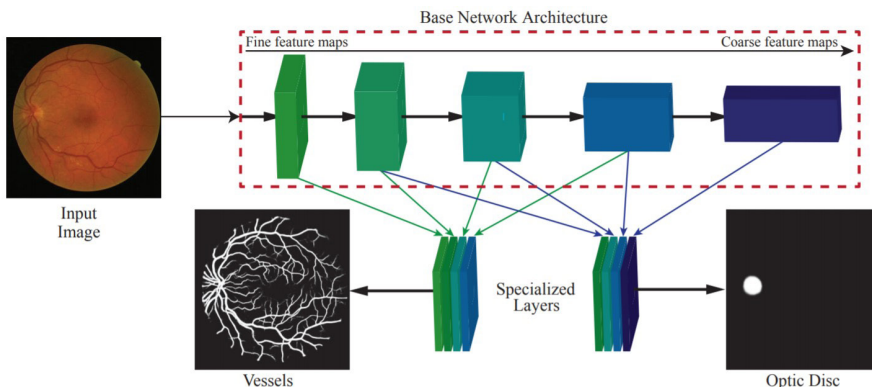 Base Network Architecture
Fine feature maps
Coarse feature maps
Input
Image
Specialized
Layers
Vessels
Optic Disc